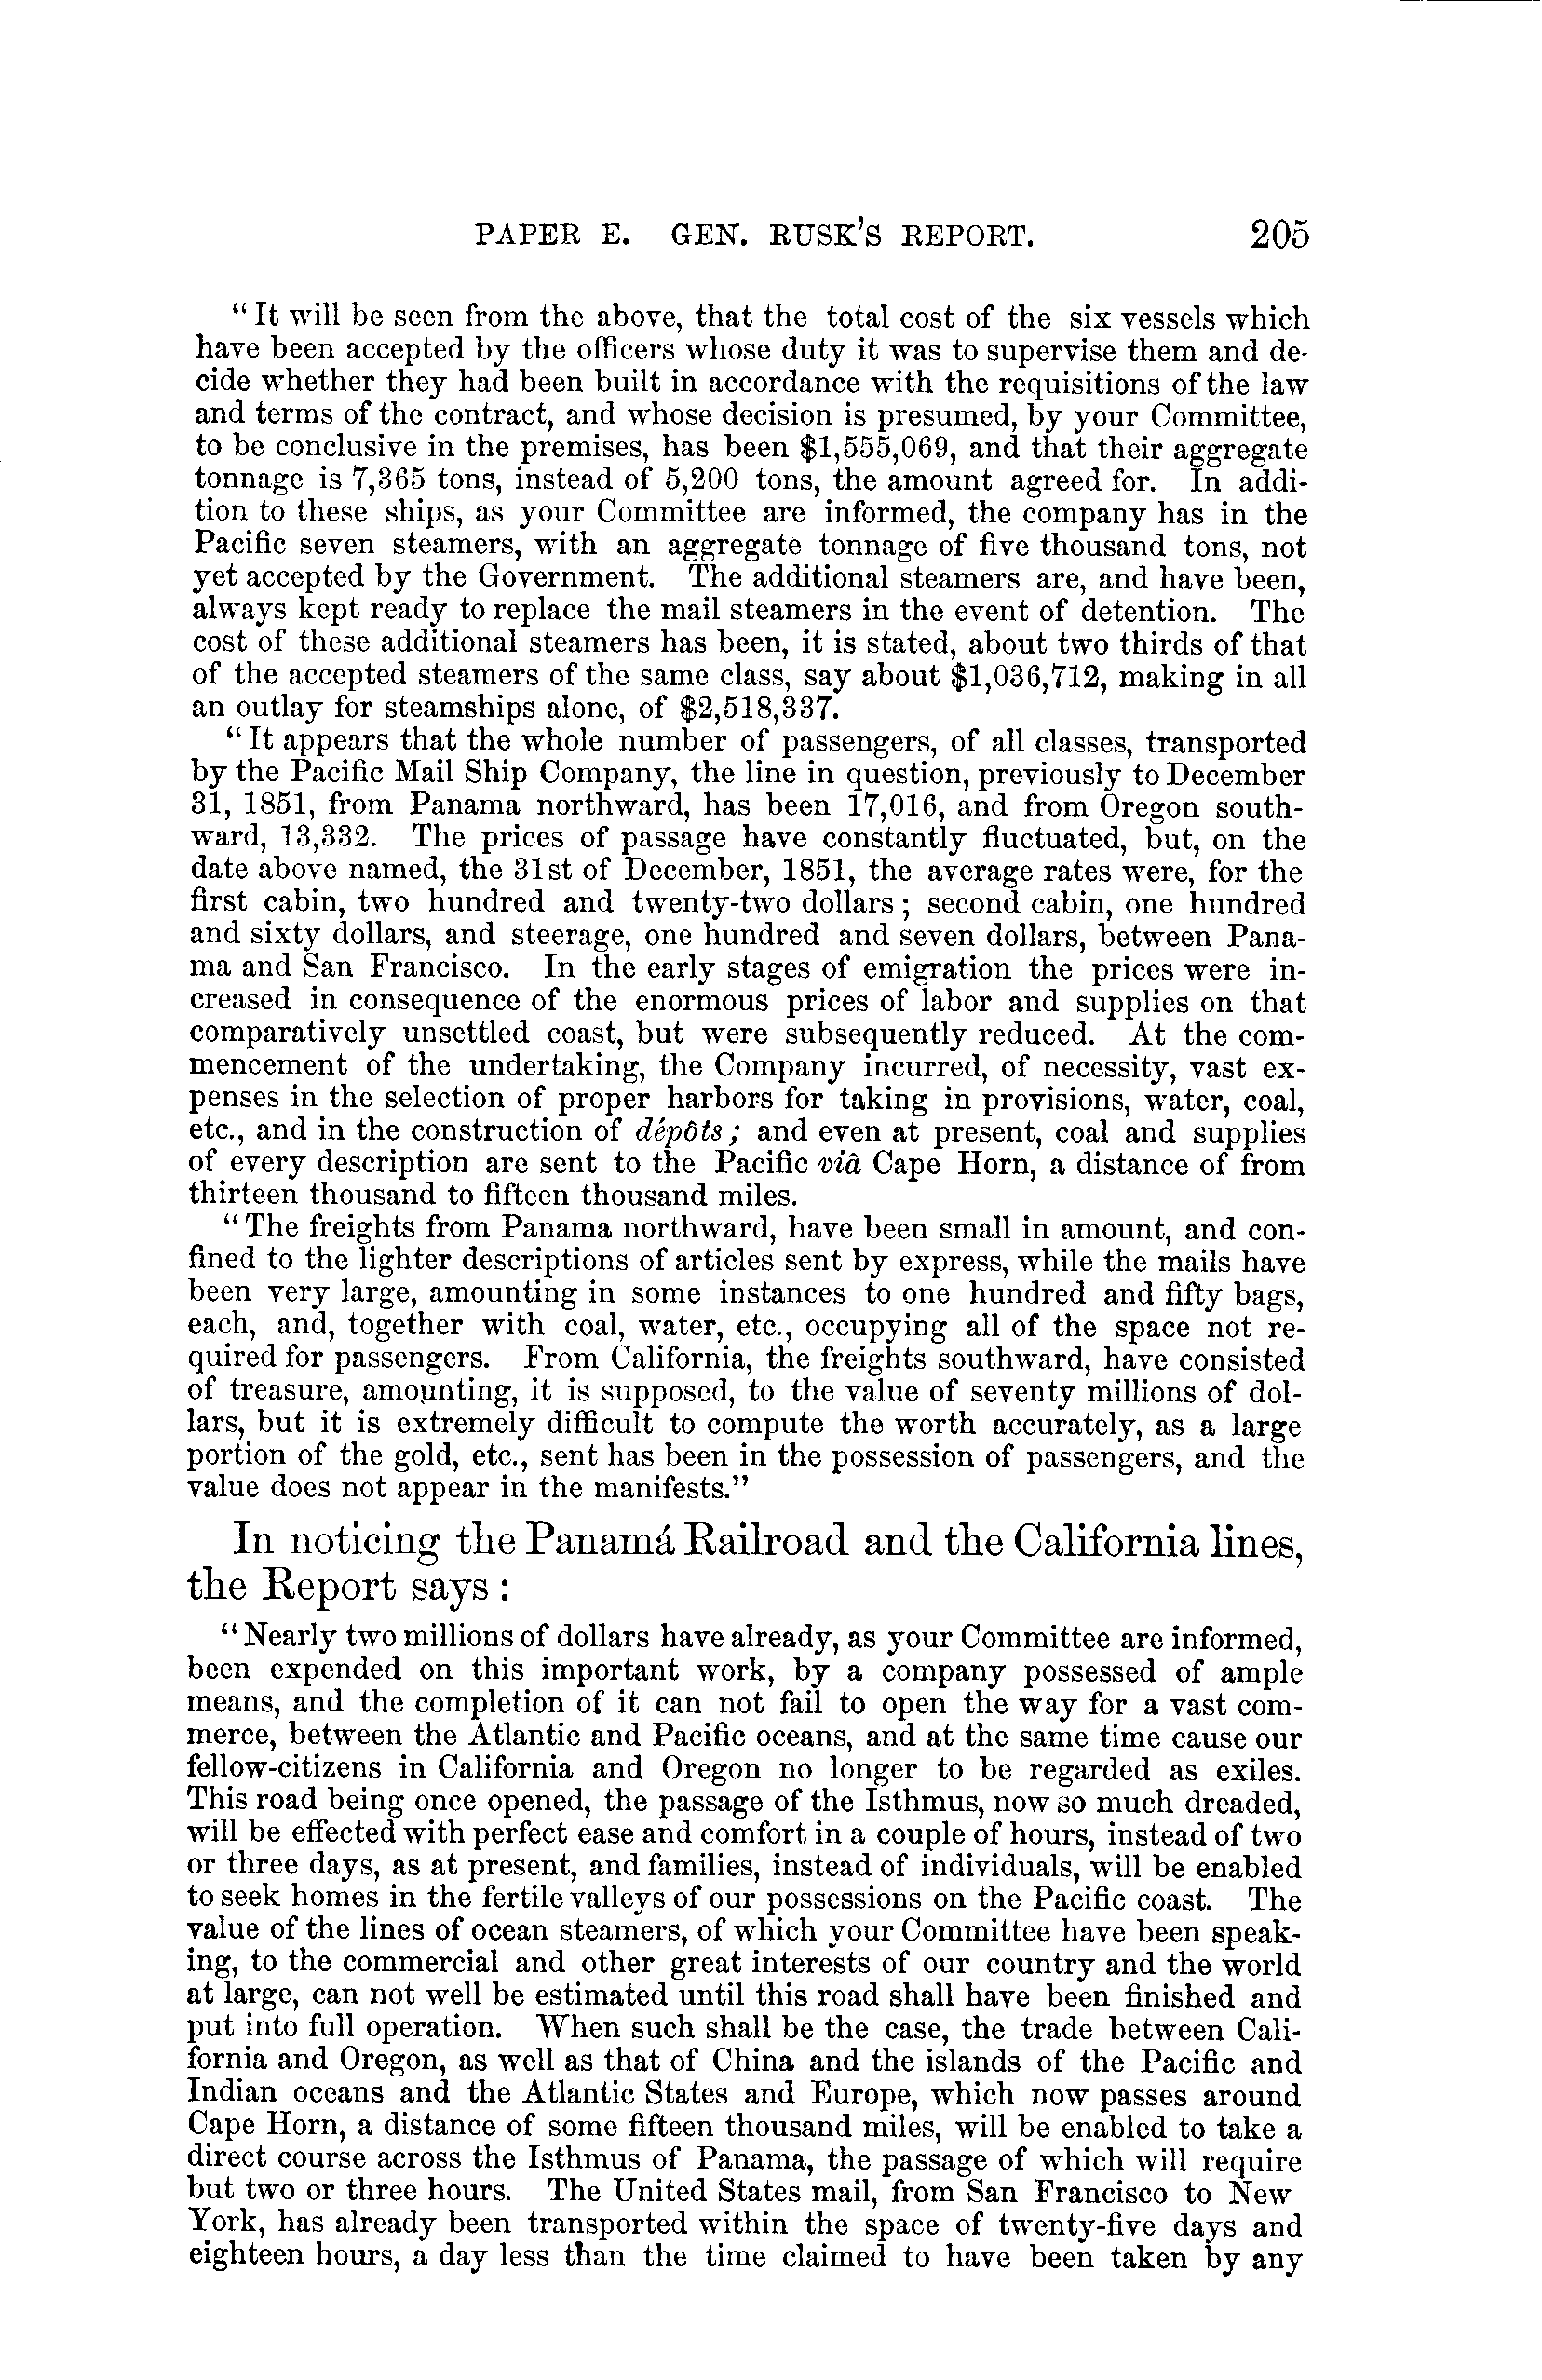 PAPER E. GEN. RUSK'S REPORT. 205
"It will be seen from the above, that the total cost of the six vessels which
have been accepted by the officers whose duty it was to supervise them and de-
cide whether they had been built in accordance with the requisitions of the law
and terms of the contract, and whose decision is presumed, by your Committee,
to be conclusive in the premises, has been $1,555,069, and that their aggregate
tonnage is 7,365 tons, instead of 5,200 tons, the amount agreed for. In addi-
tion to these ships, as your Committee are informed, the company has in the
Pacific seven steamers, with an aggregate tonnage of five thousand tons, not
yet accepted by the Government. The additional steamers are, and have been,
always kept ready to replace the mail steamers in the event of detention. The
cost of these additional steamers has been, it is stated, about two thirds of that
of the accepted steamers of the same class, say about $1,036,712, making in all
an outlay for steamships alone, of $2,518,337.
"It appears that the whole number of passengers, of all classes, transported
by the Pacific Mail Ship Company, the line in question, previously to December
31, 1851, from Panama northward, has been 17,016, and from Oregon south-
ward, 13,332. The prices of passage have constantly fluctuated, but, on the
date above named, the 31st of December, 1851, the average rates were, for the
first cabin, two hundred and twenty-two dollars; second cabin, one hundred
and sixty dollars, and steerage, one hundred and seven dollars, between Pana-
ma and San Francisco. In the early stages of emigration the prices were in-
creased in consequence of the enormous prices of labor and supplies on that
comparatively unsettled coast, but were subsequently reduced. At the com-
mencement of the undertaking, the Company incurred, of necessity, vast ex-
penses in the selection of proper harbors for taking in provisions, water, coal,
etc., and in the construction of dépôts; and even at present, coal and supplies
of every description are sent to the Pacific viâ Cape Horn, a distance of from
thirteen thousand to fifteen thousand miles.
"The freights from Panama northward, have been small in amount, and con-
fined to the lighter descriptions of articles sent by express, while the mails have
been very large, amounting in some instances to one hundred and fifty bags,
each, and, together with coal, water, etc., occupying all of the space not re-
quired for passengers. From California, the freights southward, have consisted
of treasure, amounting, it is supposed, to the value of seventy millions of dol-
lars, but it is extremely difficult to compute the worth accurately, as a large
portion of the gold, etc., sent has been in the possession of passengers, and the
value does not appear in the manifests."
In noticing the Panamá Railroad and the California lines,
the Report says:
"Nearly two millions of dollars have already, as your Committee are informed,
been expended on this important work, by a company possessed of ample
means, and the completion of it can not fail to open the way for a vast com-
merce, between the Atlantic and Pacific oceans, and at the same time cause our
fellow-citizens in California and Oregon no longer to be regarded as exiles.
This road being once opened, the passage of the Isthmus, now so much dreaded,
will be effected with perfect ease and comfort in a couple of hours, instead of two
or three days, as at present, and families, instead of individuals, will be enabled
to seek homes in the fertile valleys of our possessions on the Pacific coast. The
value of the lines of ocean steamers, of which your Committee have been speak-
ing, to the commercial and other great interests of our country and the world
at large, can not well be estimated until this road shall have been finished and
put into full operation. When such shall be the case, the trade between Cali-
fornia and Oregon, as well as that of China and the islands of the Pacific and
Indian oceans and the Atlantic States and Europe, which now passes around
Cape Horn, a distance of some fifteen thousand miles, will be enabled to take a
direct course across the Isthmus of Panama, the passage of which will require
but two or three hours. The United States mail, from San Francisco to New
York, has already been transported within the space of twenty-five days and
eighteen hours, a day less than the time claimed to have been taken by any